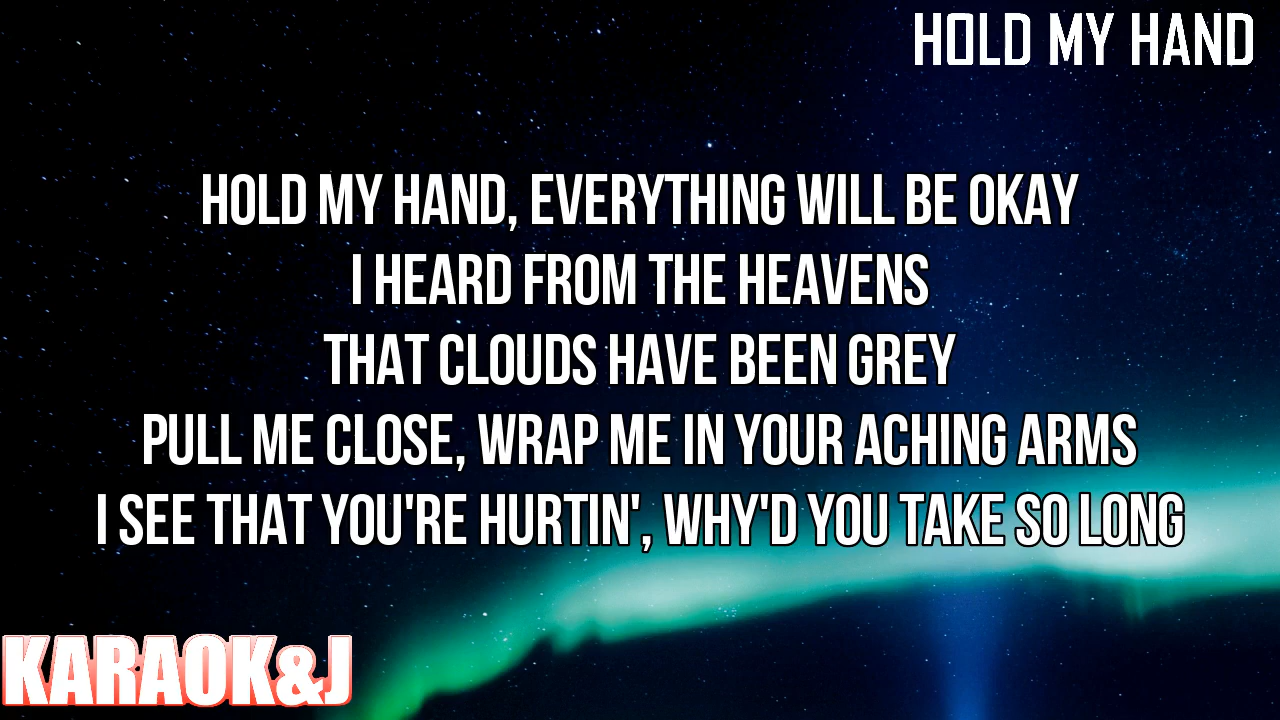 HOLD MY HAND
HOLD MY HAND, EVERYTHING WILL BE OKAY
I HEARD FROM THE HEAVENS
THAT CLOUDS HAVE BEEN GREY
PULL ME CLOSE, WRAP ME IN YOUR ACHING ARMS
I SEE THAT YOU'RE HURTIN', WHY'D YOU TAKE SO LONG
KARAOK&J